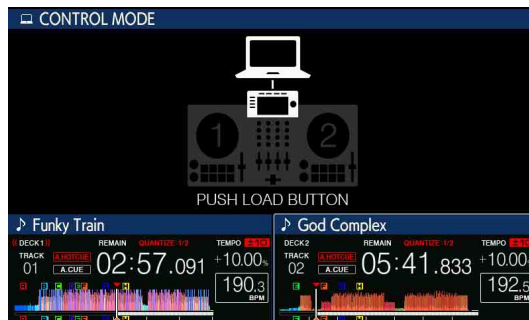 CONTROL MODE
1 2
PUSH LOAD BUTTON
Funky Train
DECK1 REMAIN QUANTIZE 1/2 TEMPO ±10
TRACK 01 A.HOTCUE A.CUE 02:57.091 +10.00%
190.3 BPM
God Complex
DECK2 REMAIN QUANTIZE 1/2 TEMPO ±10
TRACK 02 A.HOTCUE A.CUE 05:41.833 +10.00
192.5 BPM